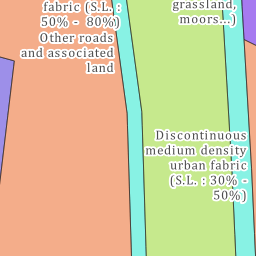 fabric (S.L. :
50% -  80%)
Other roads
and associated
land
grassland,
moors...)
Discontinuous
medium density
urban fabric
(S.L. : 30% -
50%)